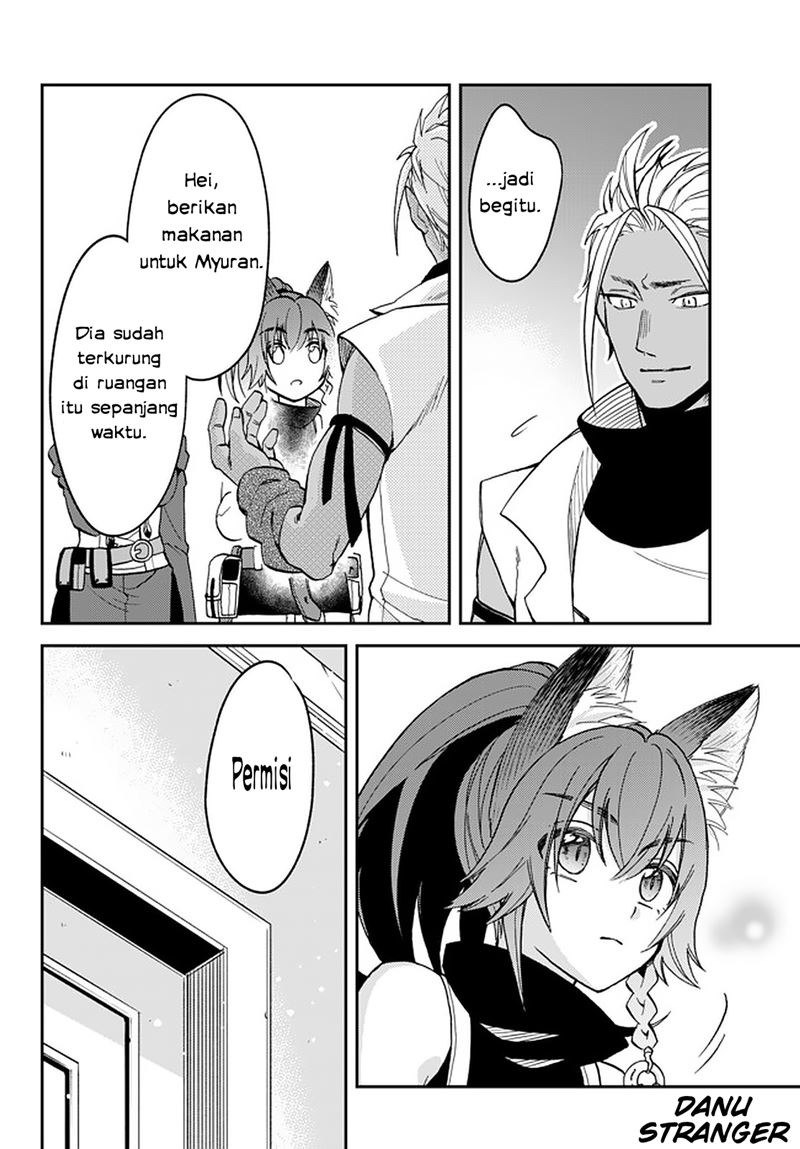 ...jadi
begitu.
Hei,
berikan
makanan
untuk Myuran.
Dia sudah
terkurung
di ruangan
itu sepanjang
waktu.
Permisi
DANU
STRANGER